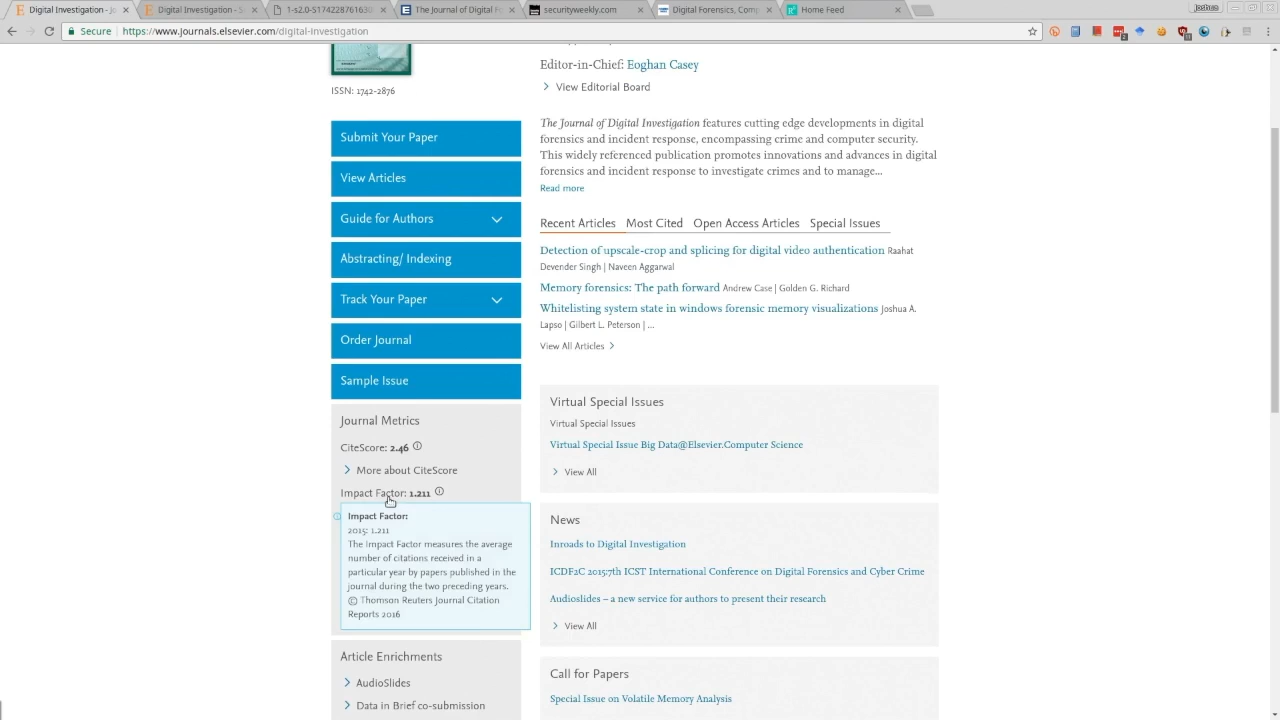 Digital Investigation - Jo
Digital Investigation - S
1-s2.0-S174228761630
The Journal of Digital Fo
securityweekly.com
Digital Forensics, Comp
Home Feed
Joshua
Secure
https://www.journals.elsevier.com/digital-investigation
ISSN: 1742-2876
Submit Your Paper
View Articles
Guide for Authors
Abstracting/ Indexing
Track Your Paper
Order Journal
Sample Issue
Journal Metrics
CiteScore: 2.46
More about CiteScore
Impact Factor: 1.211
Impact Factor:
2015: 1.211
The Impact Factor measures the average
number of citations received in a
particular year by papers published in the
journal during the two preceding years.
© Thomson Reuters Journal Citation
Reports 2016
Article Enrichments
AudioSlides
Data in Brief co-submission
Editor-in-Chief: Eoghan Casey
View Editorial Board
The Journal of Digital Investigation features cutting edge developments in digital
forensics and incident response, encompassing crime and computer security.
This widely referenced publication promotes innovations and advances in digital
forensics and incident response to investigate crimes and to manage...
Read more
Recent Articles Most Cited Open Access Articles Special Issues
Detection of upscale-crop and splicing for digital video authentication Raahat
Devender Singh | Naveen Aggarwal
Memory forensics: The path forward Andrew Case | Golden G. Richard
Whitelisting system state in windows forensic memory visualizations Joshua A.
Lapso | Gilbert L. Peterson | ...
View All Articles
Virtual Special Issues
Virtual Special Issues
Virtual Special Issue Big Data@Elsevier.Computer Science
View All
News
Inroads to Digital Investigation
ICDF2C 2015:7th ICST International Conference on Digital Forensics and Cyber Crime
Audioslides – a new service for authors to present their research
View All
Call for Papers
Special Issue on Volatile Memory Analysis